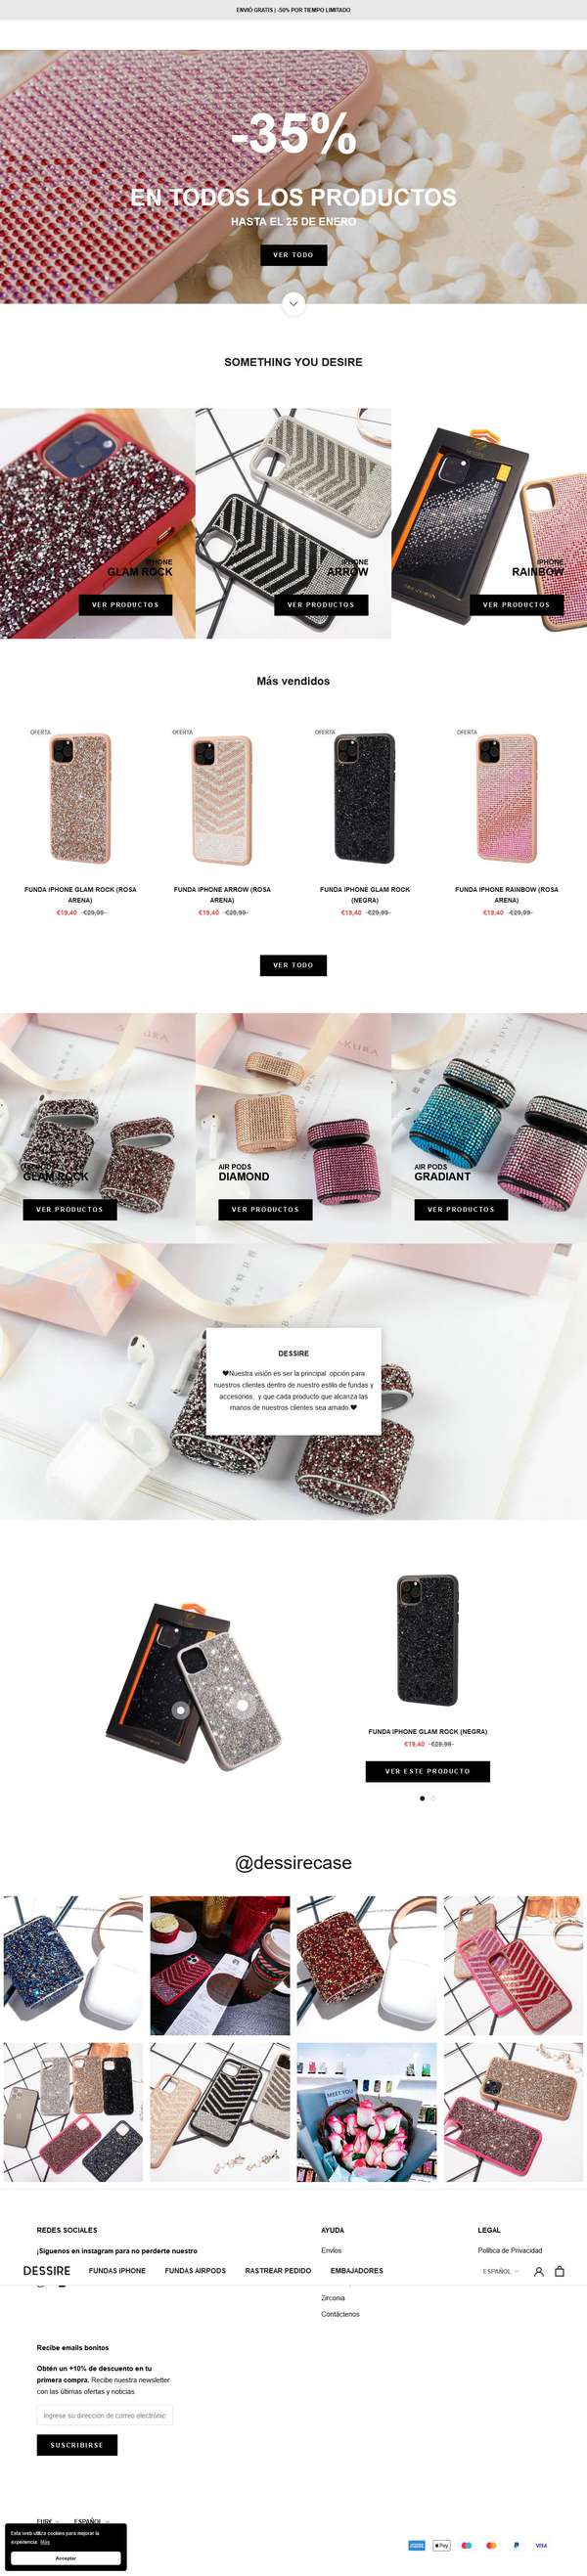 ENVIÓ GRATIS | -50% POR TIEMPO LIMITADO
-35%
EN TODOS LOS PRODUCTOS
HASTA EL 25 DE ENERO
VER TODO
SOMETHING YOU DESIRE
IPHONE
GLAM ROCK
VER PRODUCTOS
IPHONE
ARROW
VER PRODUCTOS
IPHONE
RAINBOW
VER PRODUCTOS
Más vendidos
OFERTA
OFERTA
OFERTA
OFERTA
FUNDA IPHONE GLAM ROCK (ROSA
ARENA)
€19,40 €29,99
FUNDA IPHONE ARROW (ROSA
ARENA)
€19,40 €29,99
FUNDA IPHONE GLAM ROCK
(NEGRA)
€19,40 €29,99
FUNDA IPHONE RAINBOW (ROSA
ARENA)
€19,40 €29,99
VER TODO
GLAM ROCK
VER PRODUCTOS
AIR PODS
DIAMOND
VER PRODUCTOS
AIR PODS
GRADIANT
VER PRODUCTOS
DESSIRE
🖤Nuestra visión es ser la principal opción para
nuestros clientes dentro de nuestro estilo de fundas y
accesorios, y que cada producto que alcanza las
manos de nuestros clientes sea amado.🖤
FUNDA IPHONE GLAM ROCK (NEGRA)
€19,40 €29,99
VER ESTE PRODUCTO
@dessirecase
MEET YOU
REDES SOCIALES
¡Síguenos en instagram para no perderte nuestro
AYUDA
Envíos
LEGAL
Política de Privacidad
DESSIRE
FUNDAS iPHONE
FUNDAS AIRPODS
RASTREAR PEDIDO
EMBAJADORES
ESPAÑOL
Zirconia
Contáctenos
Recibe emails bonitos
Obtén un +10% de descuento en tu
primera compra. Recibe nuestra newsletter
con las últimas ofertas y noticias.
Ingrese su dirección de correo electrónic
SUSCRIBIRSE
ESPAÑOL
Esta web utiliza cookies para mejorar la
experiencia. Más
Aceptar
Pay
VISA